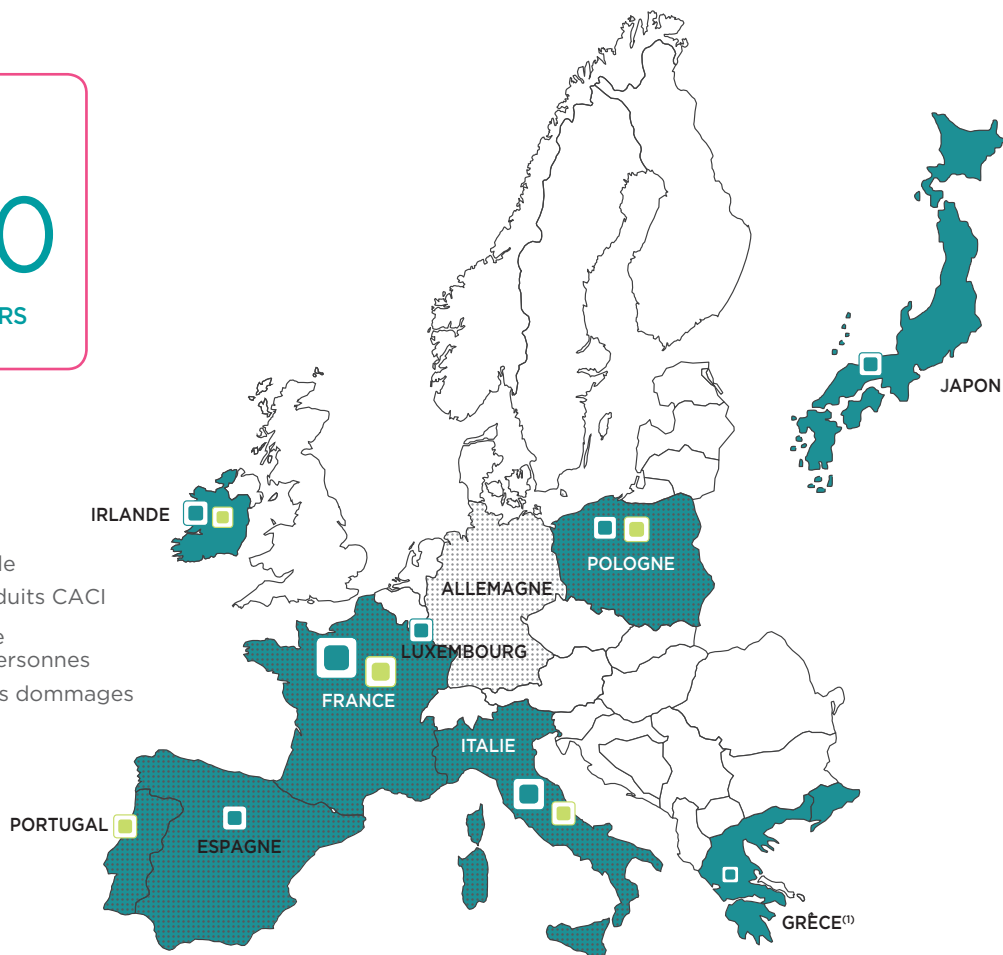 0
RS
JAPON
IRLANDE
le
duits CACI
e
ersonnes
s dommages
POLOGNE
ALLEMAGNE
LUXEMBOURG
FRANCE
ITALIE
PORTUGAL
ESPAGNE
GRÈCE(1)